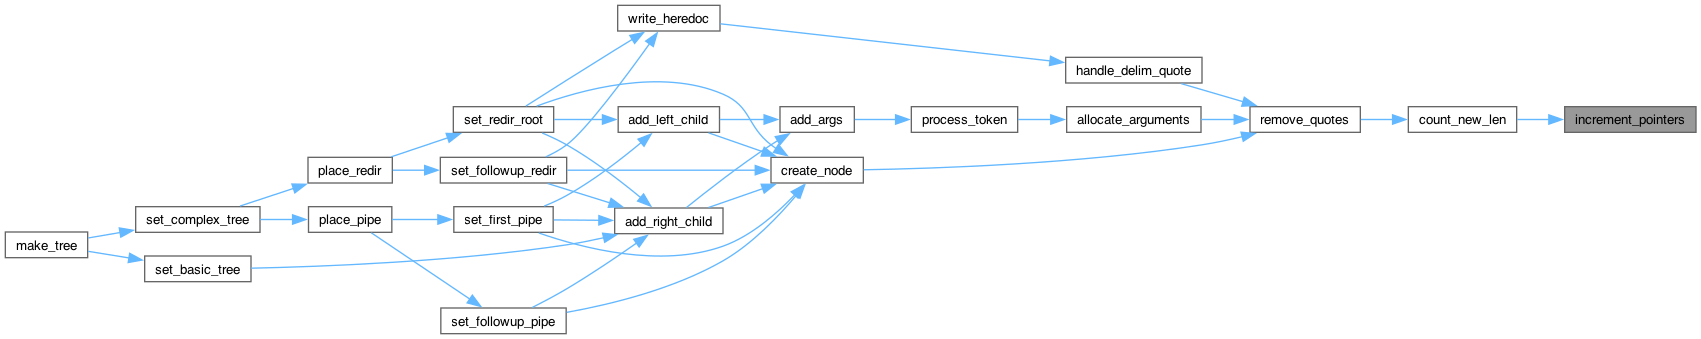 write_heredoc
handle_delim_quote
set_redir_root
add_left_child
add_args
process_token
allocate_arguments
remove_quotes
count_new_len
increment_pointers
place_redir
set_followup_redir
create_node
set_complex_tree
place_pipe
set_first_pipe
add_right_child
make_tree
set_basic_tree
set_followup_pipe